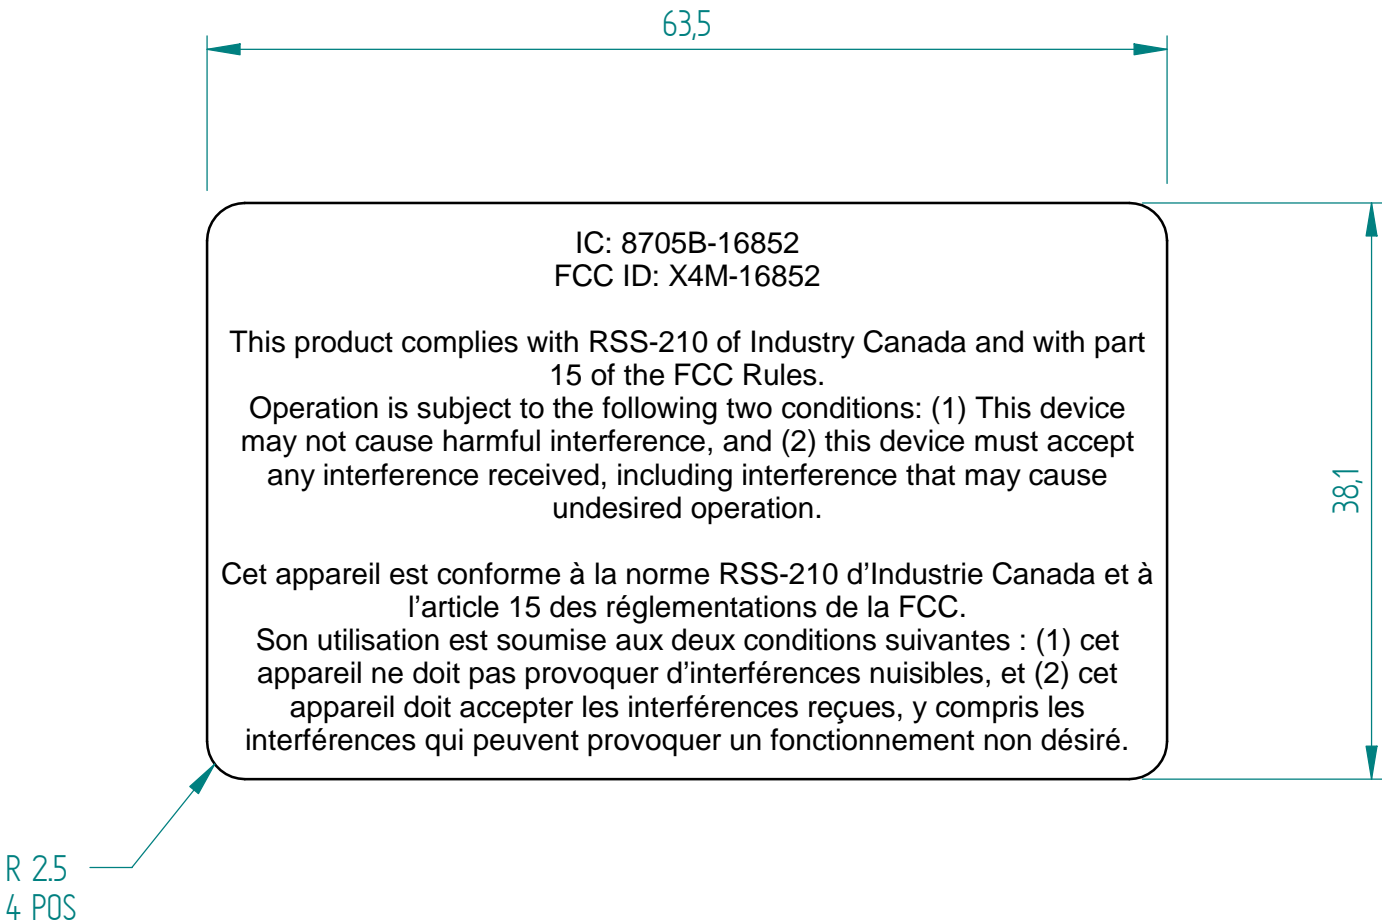 63,5
IC: 8705B-16852
FCC ID: X4M-16852
This product complies with RSS-210 of Industry Canada and with part
15 of the FCC Rules.
Operation is subject to the following two conditions: (1) This device
may not cause harmful interference, and (2) this device must accept
any interference received, including interference that may cause
undesired operation.
Cet appareil est conforme à la norme RSS-210 d’Industrie Canada et à
l’article 15 des réglementations de la FCC.
Son utilisation est soumise aux deux conditions suivantes : (1) cet
appareil ne doit pas provoquer d’interférences nuisibles, et (2) cet
appareil doit accepter les interférences reçues, y compris les
interférences qui peuvent provoquer un fonctionnement non désiré.
38,1
R 2.5
4 POS